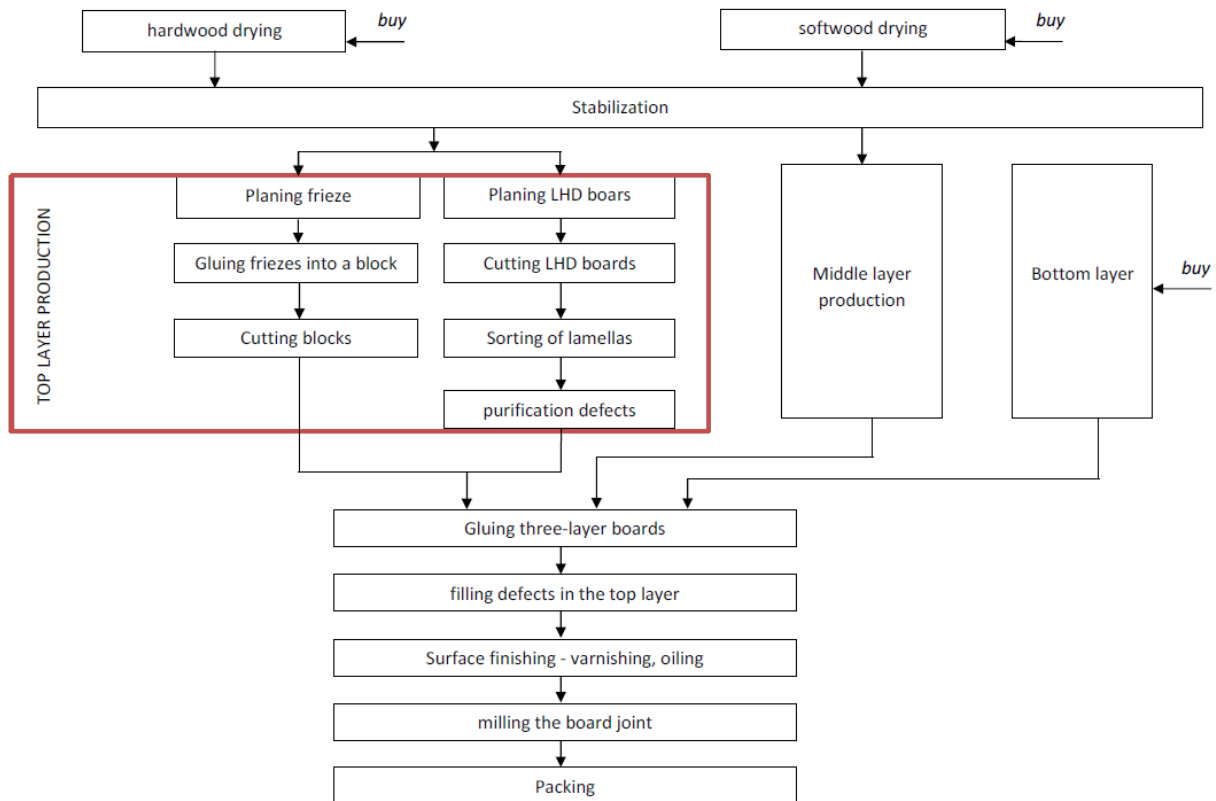 buy
hardwood drying
buy
softwood drying
Stabilization
TOP LAYER PRODUCTION
Planing frieze
Planing LHD boars
Gluing friezes into a block
Cutting LHD boards
Cutting blocks
Sorting of lamellas
purification defects
Middle layer
production
Bottom layer
buy
Gluing three-layer boards
filling defects in the top layer
Surface finishing - varnishing, oiling
milling the board joint
Packing